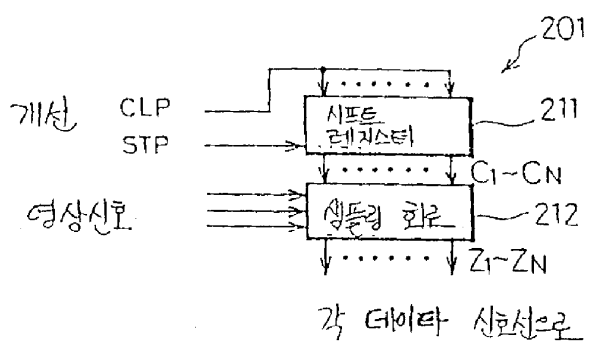 201
개선 CLP
시프트
레지스터
211
STP
C1~CN
영상신호
샘플링 회로
212
Z1~ZN
각 데이타 신호선으로